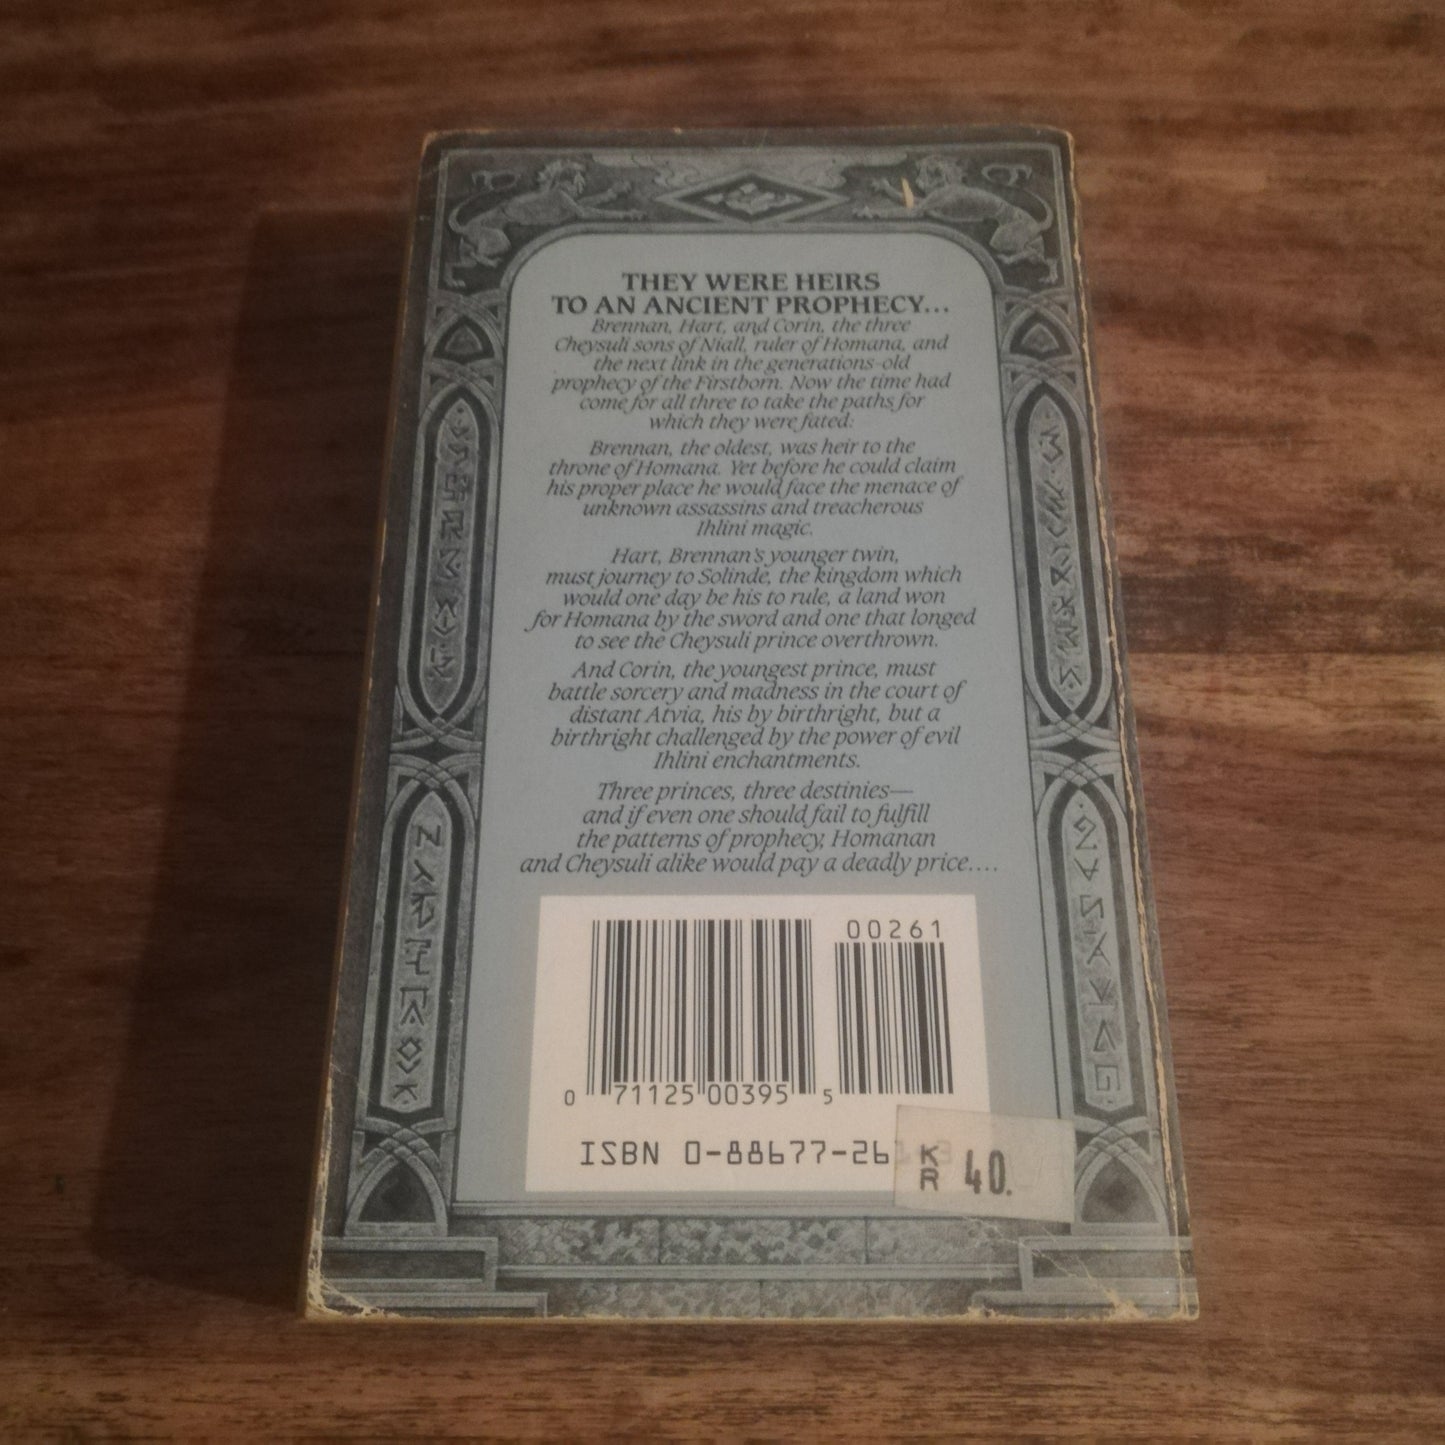 THEY WERE HEIRS
TO AN ANCIENT PROPHECY...
Brennan, Hart, and Corin, the three
Cheysuli sons of Niall, ruler of Homana, and
the next link in the generations-old
prophecy of the Firstborn. Now the time had
come for all three to take the paths for
which they were fated:
Brennan, the oldest, was heir to the
throne of Homana. Yet before he could claim
his proper place he would face the menace of
unknown assassins and treacherous
Ihlini magic.
Hart, Brennan's younger twin,
must journey to Solinde, the kingdom which
would one day be his to rule, a land won
for Homana by the sword and one that longed
to see the Cheysuli prince overthrown.
And Corin, the youngest prince, must
battle sorcery and madness in the court of
distant Atvia, his by birthright, but a
birthright challenged by the power of evil
Ihlini enchantments.
Three princes, three destinies—
and if even one should fail to fulfill
the patterns of prophecy, Homanan
and Cheysuli alike would pay a deadly price....
00261
0 71125 00395 5
ISBN 0-88677-261-3
KR 40.